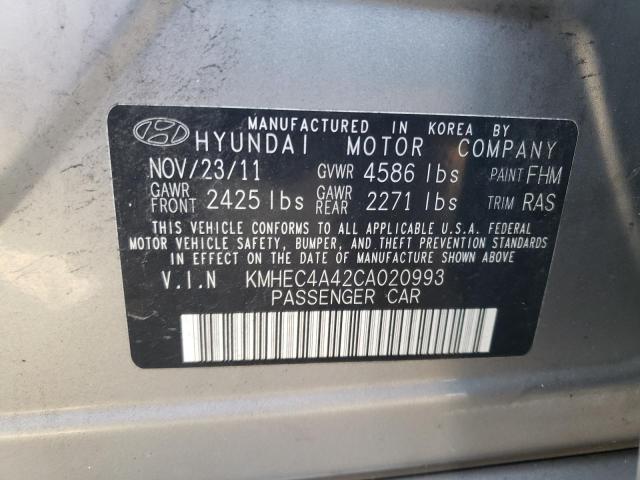 MANUFACTURED IN KOREA BY
HYUNDAI MOTOR COMPANY
NOV/23/11 GVWR 4586 lbs PAINT FHM
GAWR FRONT 2425 lbs GAWR REAR 2271 lbs TRIM RAS
THIS VEHICLE CONFORMS TO ALL APPLICABLE U.S.A. FEDERAL
MOTOR VEHICLE SAFETY, BUMPER, AND THEFT PREVENTION STANDARDS
IN EFFECT ON THE DATE OF MANUFACTURE SHOWN ABOVE
V.I.N KMHEC4A42CA020993
PASSENGER CAR